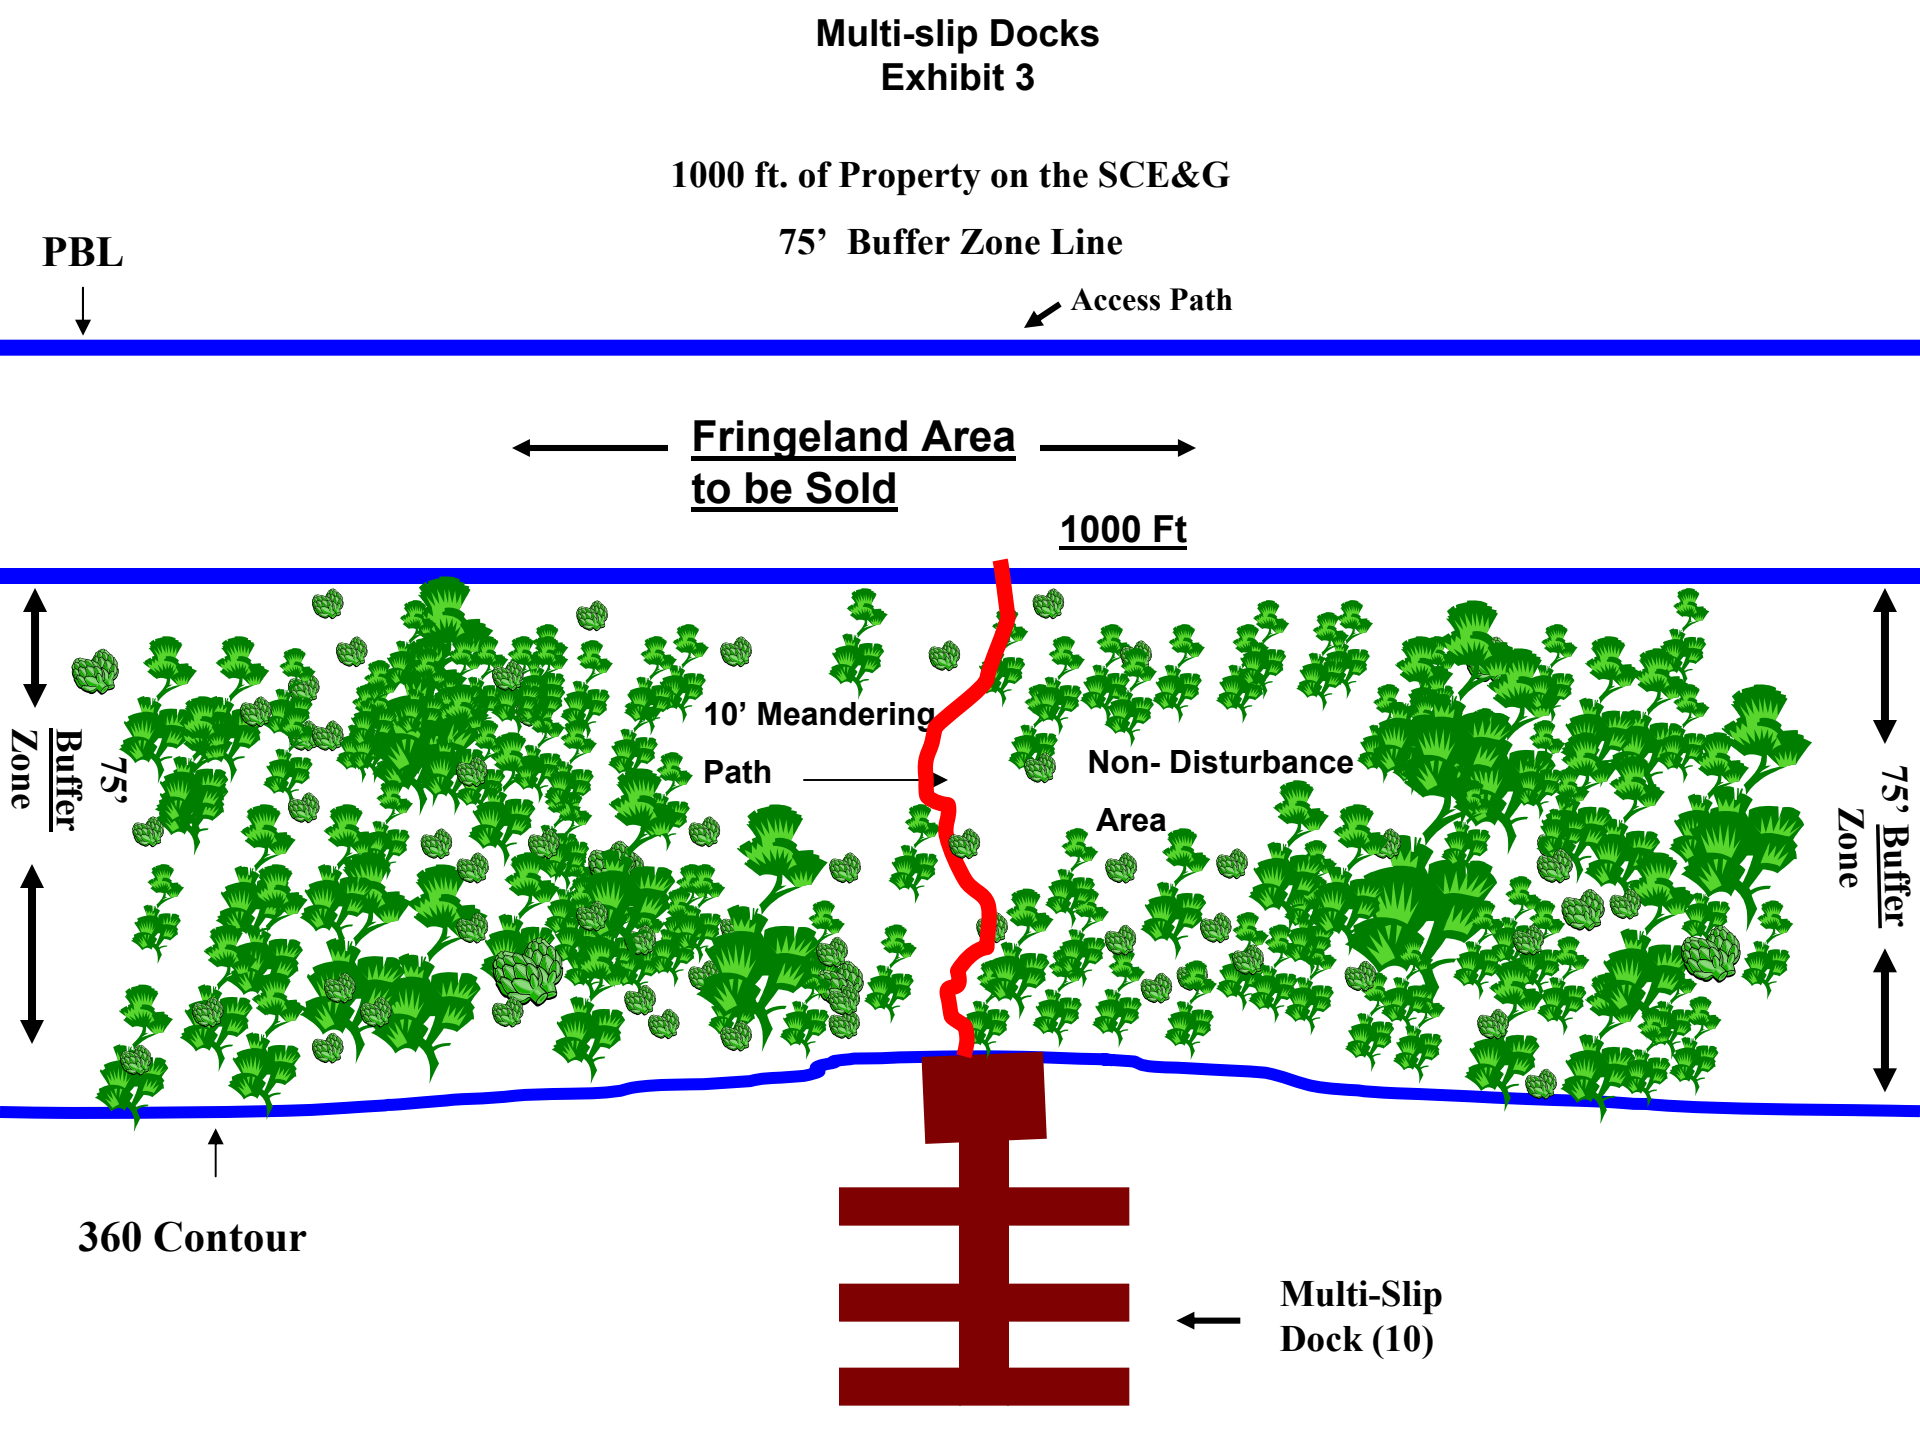 Multi-slip Docks
Exhibit 3
1000 ft. of Property on the SCE&G
75’ Buffer Zone Line
PBL
Access Path
Fringeland Area
to be Sold
1000 Ft
10’ Meandering
Path
Non- Disturbance
Area
75’
Buffer
Zone
75’ Buffer
Zone
360 Contour
Multi-Slip
Dock (10)